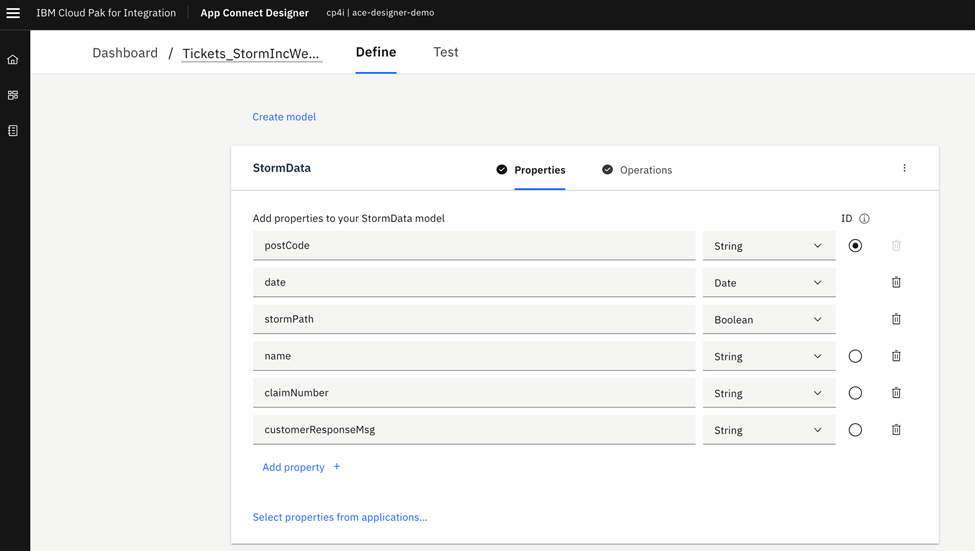 IBM Cloud Pak for Integration App Connect Designer cp4i | ace-designer-demo
Dashboard / Tickets_StormIncWe... Define Test
Create model
StormData Properties Operations
Add properties to your StormData model ID
postCode String
date Date
stormPath Boolean
name String
claimNumber String
customerResponseMsg String
Add property +
Select properties from applications...